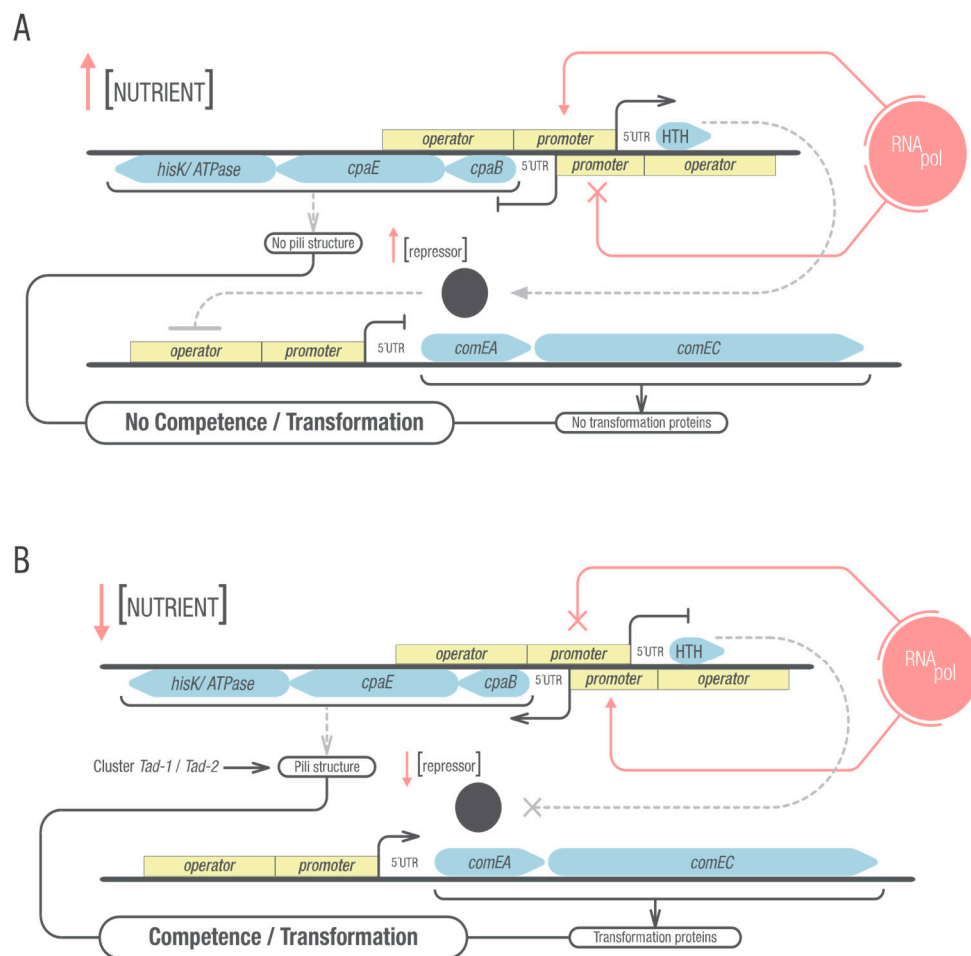 A
[NUTRIENT]
operator promoter 5´UTR HTH
RNA pol
hisK/ ATPase cpaE cpaB 5´UTR promoter operator
No pili structure
[repressor]
operator promoter 5´UTR comEA comEC
No Competence / Transformation
No transformation proteins
B
[NUTRIENT]
operator promoter 5´UTR HTH
RNA pol
hisK/ ATPase cpaE cpaB 5´UTR promoter operator
Cluster Tad-1 / Tad-2
Pili structure
[repressor]
operator promoter 5´UTR comEA comEC
Competence / Transformation
Transformation proteins